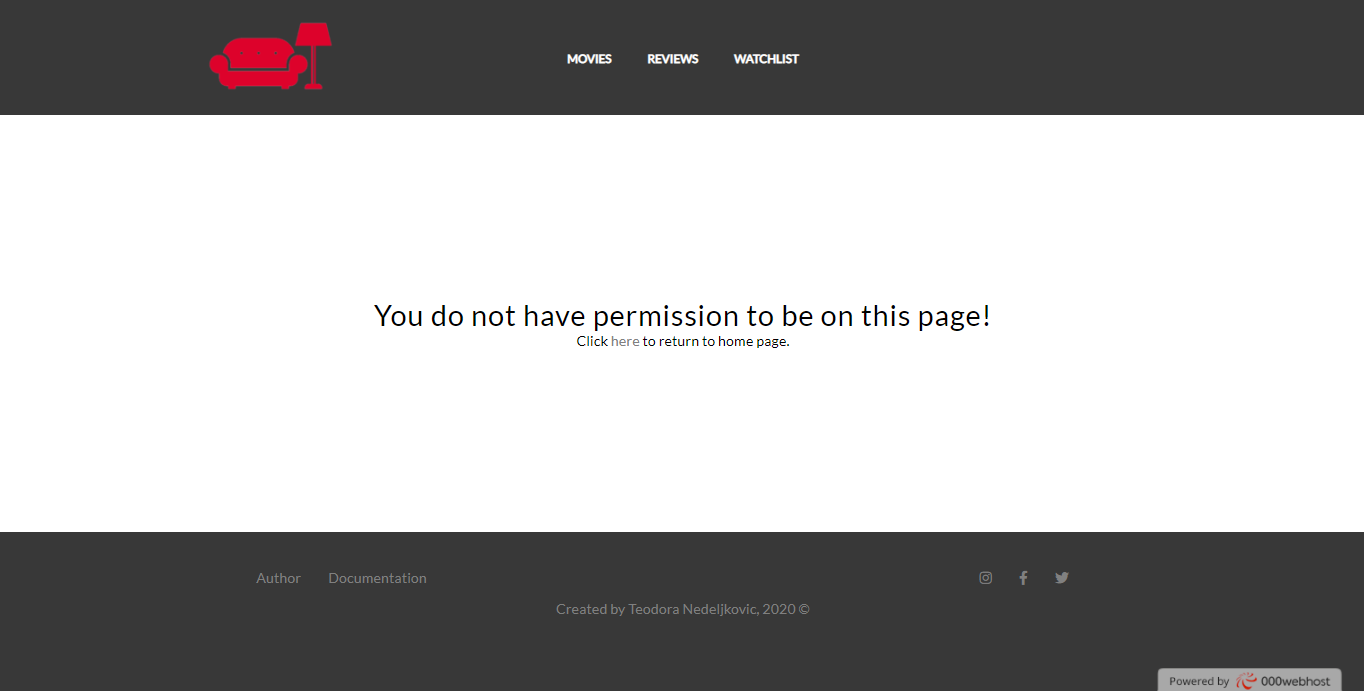 MOVIES REVIEWS WATCHLIST
You do not have permission to be on this page!
Click here to return to home page.
Author Documentation
Created by Teodora Nedeljkovic, 2020 ©
Powered by 000webhost